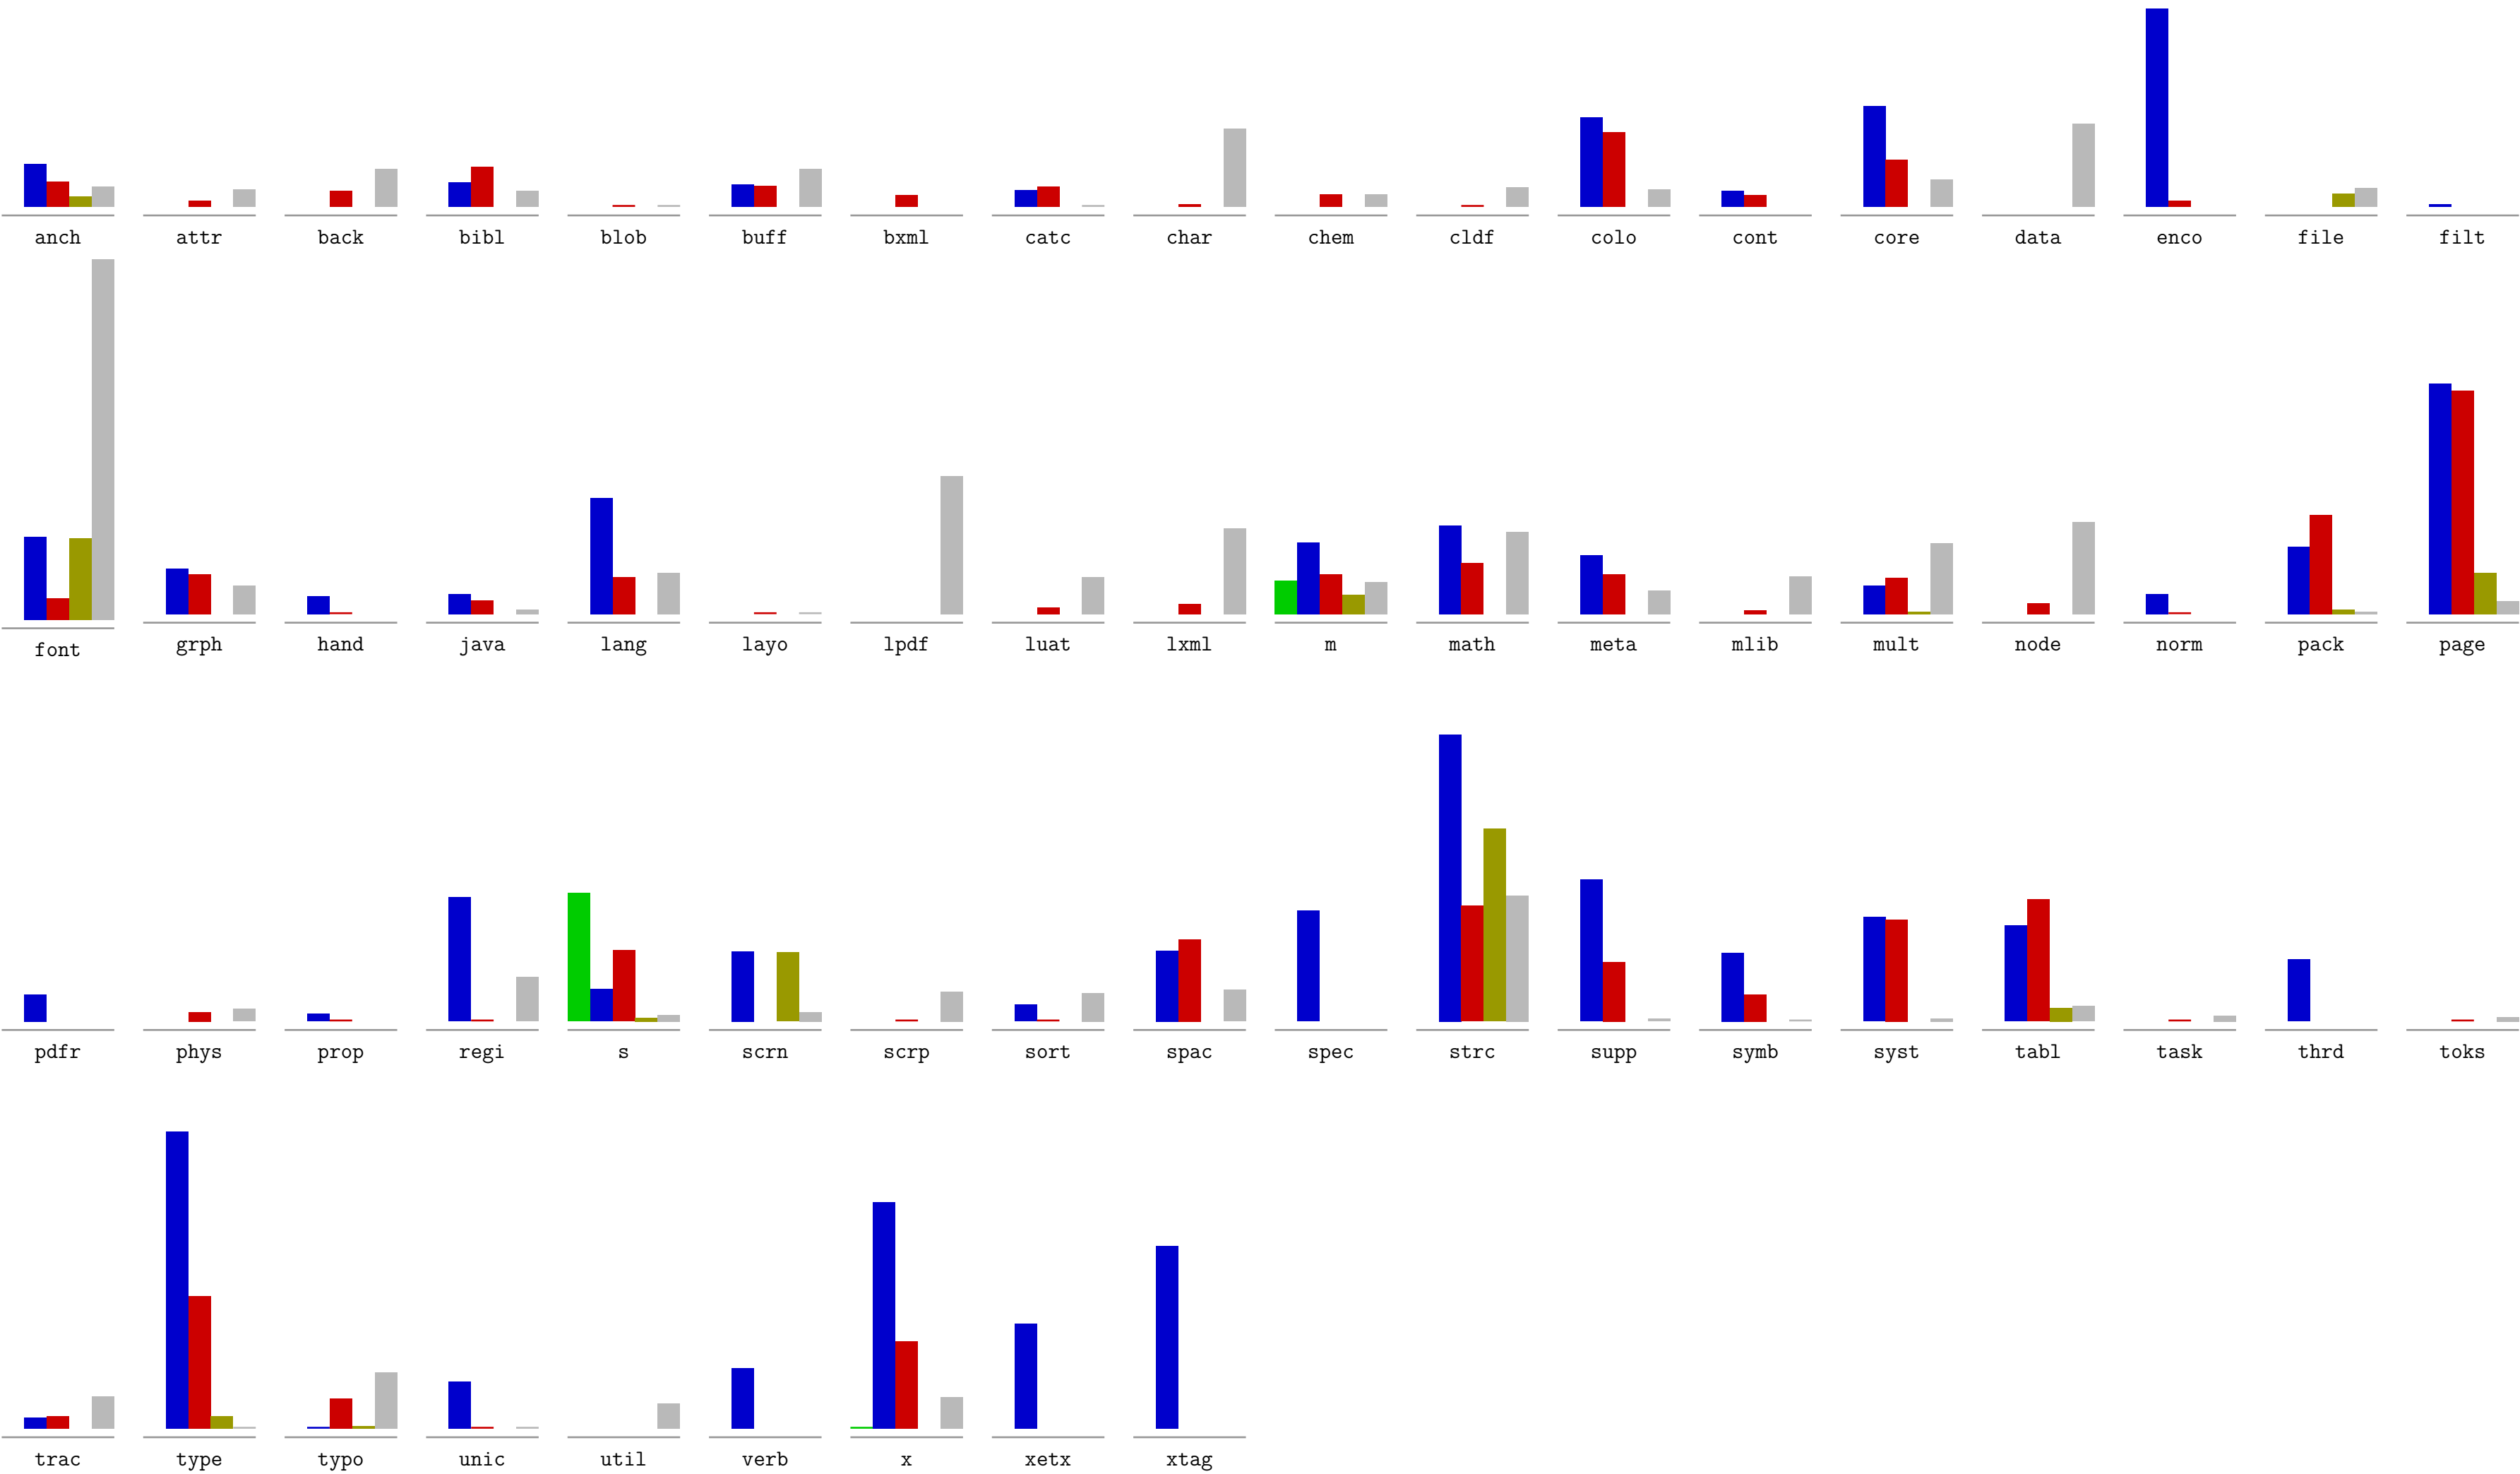 anch attr back bibl blob buff bxml catc char chem cldf colo cont core data enco file filt
font grph hand java lang layo lpdf luat lxml m math meta mlib mult node norm pack page
pdfr phys prop regi s scrn scrp sort spac spec strc supp symb syst tabl task thrd toks
trac type typo unic util verb x xetx xtag